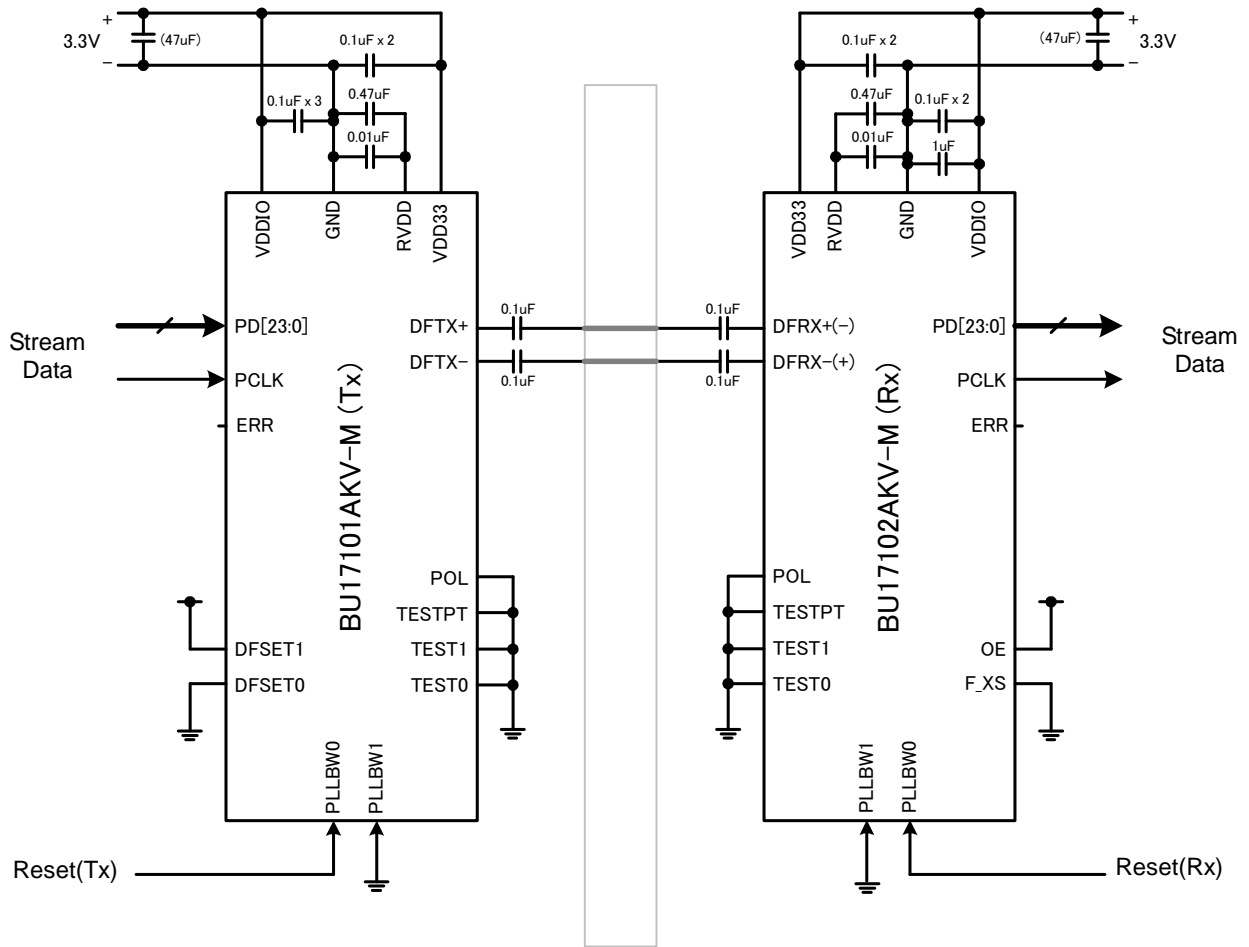 +
3.3V
(47uF)
−
0.1uF x 2
0.1uF x 3
0.47uF
0.01uF
VDDIO
GND
RVDD
VDD33
Stream
Data
PD[23:0]
PCLK
ERR
DFTX+
DFTX−
0.1uF
0.1uF
BU17101AKV-M (Tx)
POL
TESTPT
TEST1
TEST0
DFSET1
DFSET0
PLLBW0
PLLBW1
Reset(Tx)
+
(47uF)
3.3V
−
0.1uF x 2
0.47uF
0.1uF x 2
0.01uF
1uF
VDD33
RVDD
GND
VDDIO
0.1uF
0.1uF
DFRX+(-)
DFRX-(+)
PD[23:0]
PCLK
ERR
Stream
Data
BU17102AKV-M (Rx)
POL
TESTPT
TEST1
TEST0
OE
F_XS
PLLBW1
PLLBW0
Reset(Rx)